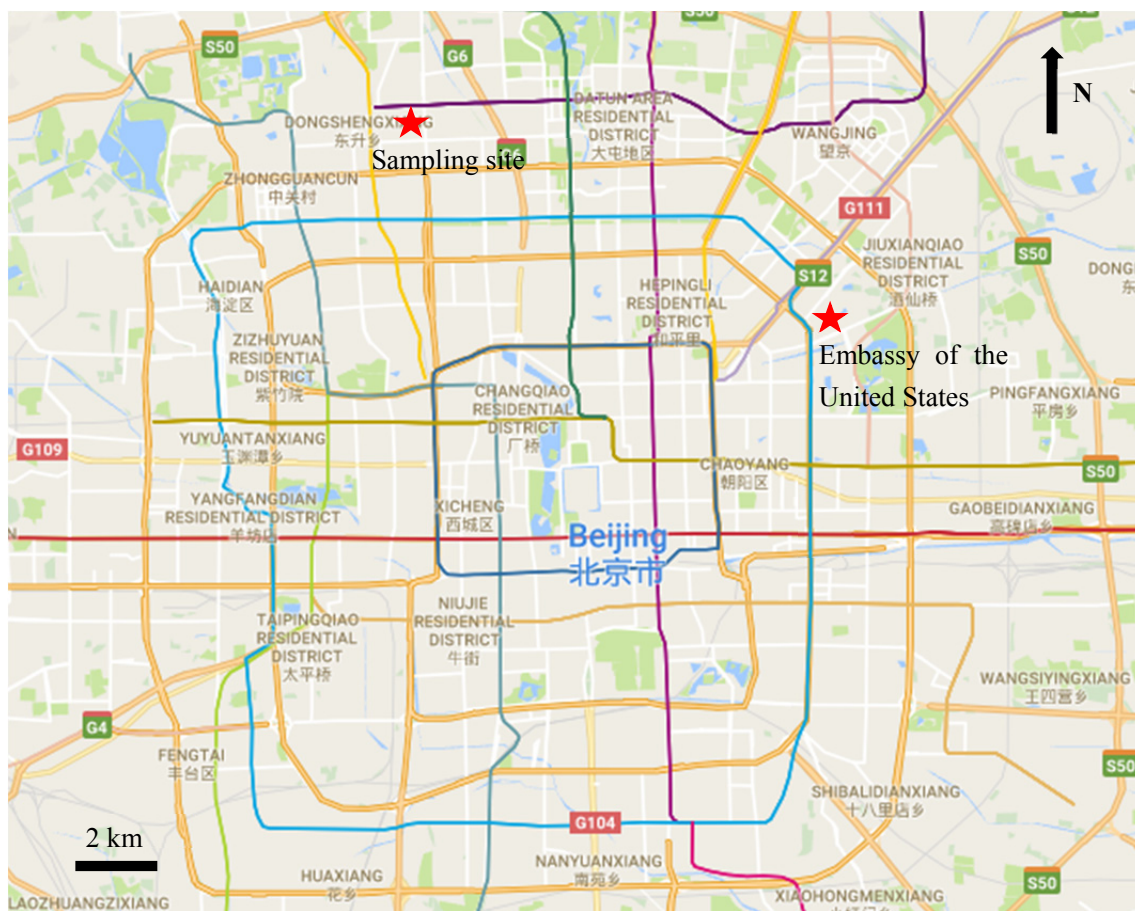 S50
G6
N
DATUN AREA
RESIDENTIAL
DISTRICT
大屯地区
DONGSHENGXIANG
东升乡
WANGJING
望京
Sampling site
G6
ZHONGGUANCUN
中关村
G111
JIUXIANQIAO
RESIDENTIAL
DISTRICT
酒仙桥
S50
S12
HAIDIAN
海淀区
HEPINGLI
RESIDENTIAL
DISTRICT
和平里
ZIZHUYUAN
RESIDENTIAL
DISTRICT
紫竹院
Embassy of the
United States
CHANGQIAO
RESIDENTIAL
DISTRICT
厂桥
PINGFANGXIANG
平房乡
G109
YUYUANTANXIANG
玉渊潭乡
CHAOYANG
朝阳区
S50
YANGFANGDIAN
RESIDENTIAL DISTRICT
羊坊店
XICHENG
西城区
GAOBEIDIANXIANG
高碑店乡
Beijing
北京市
NIUJIE
RESIDENTIAL
DISTRICT
牛街
TAIPINGQIAO
RESIDENTIAL
DISTRICT
太平桥
WANGSIYINGXIANG
王四营乡
G4
FENGTAI
丰台区
S50
SHIBALIDIANXIANG
十八里店乡
G104
2 km
NANYUANXIANG
南苑乡
HUAXIANG
花乡
S50
LAOZHUANGZIXIANG
XIAOHONGMENXIANG